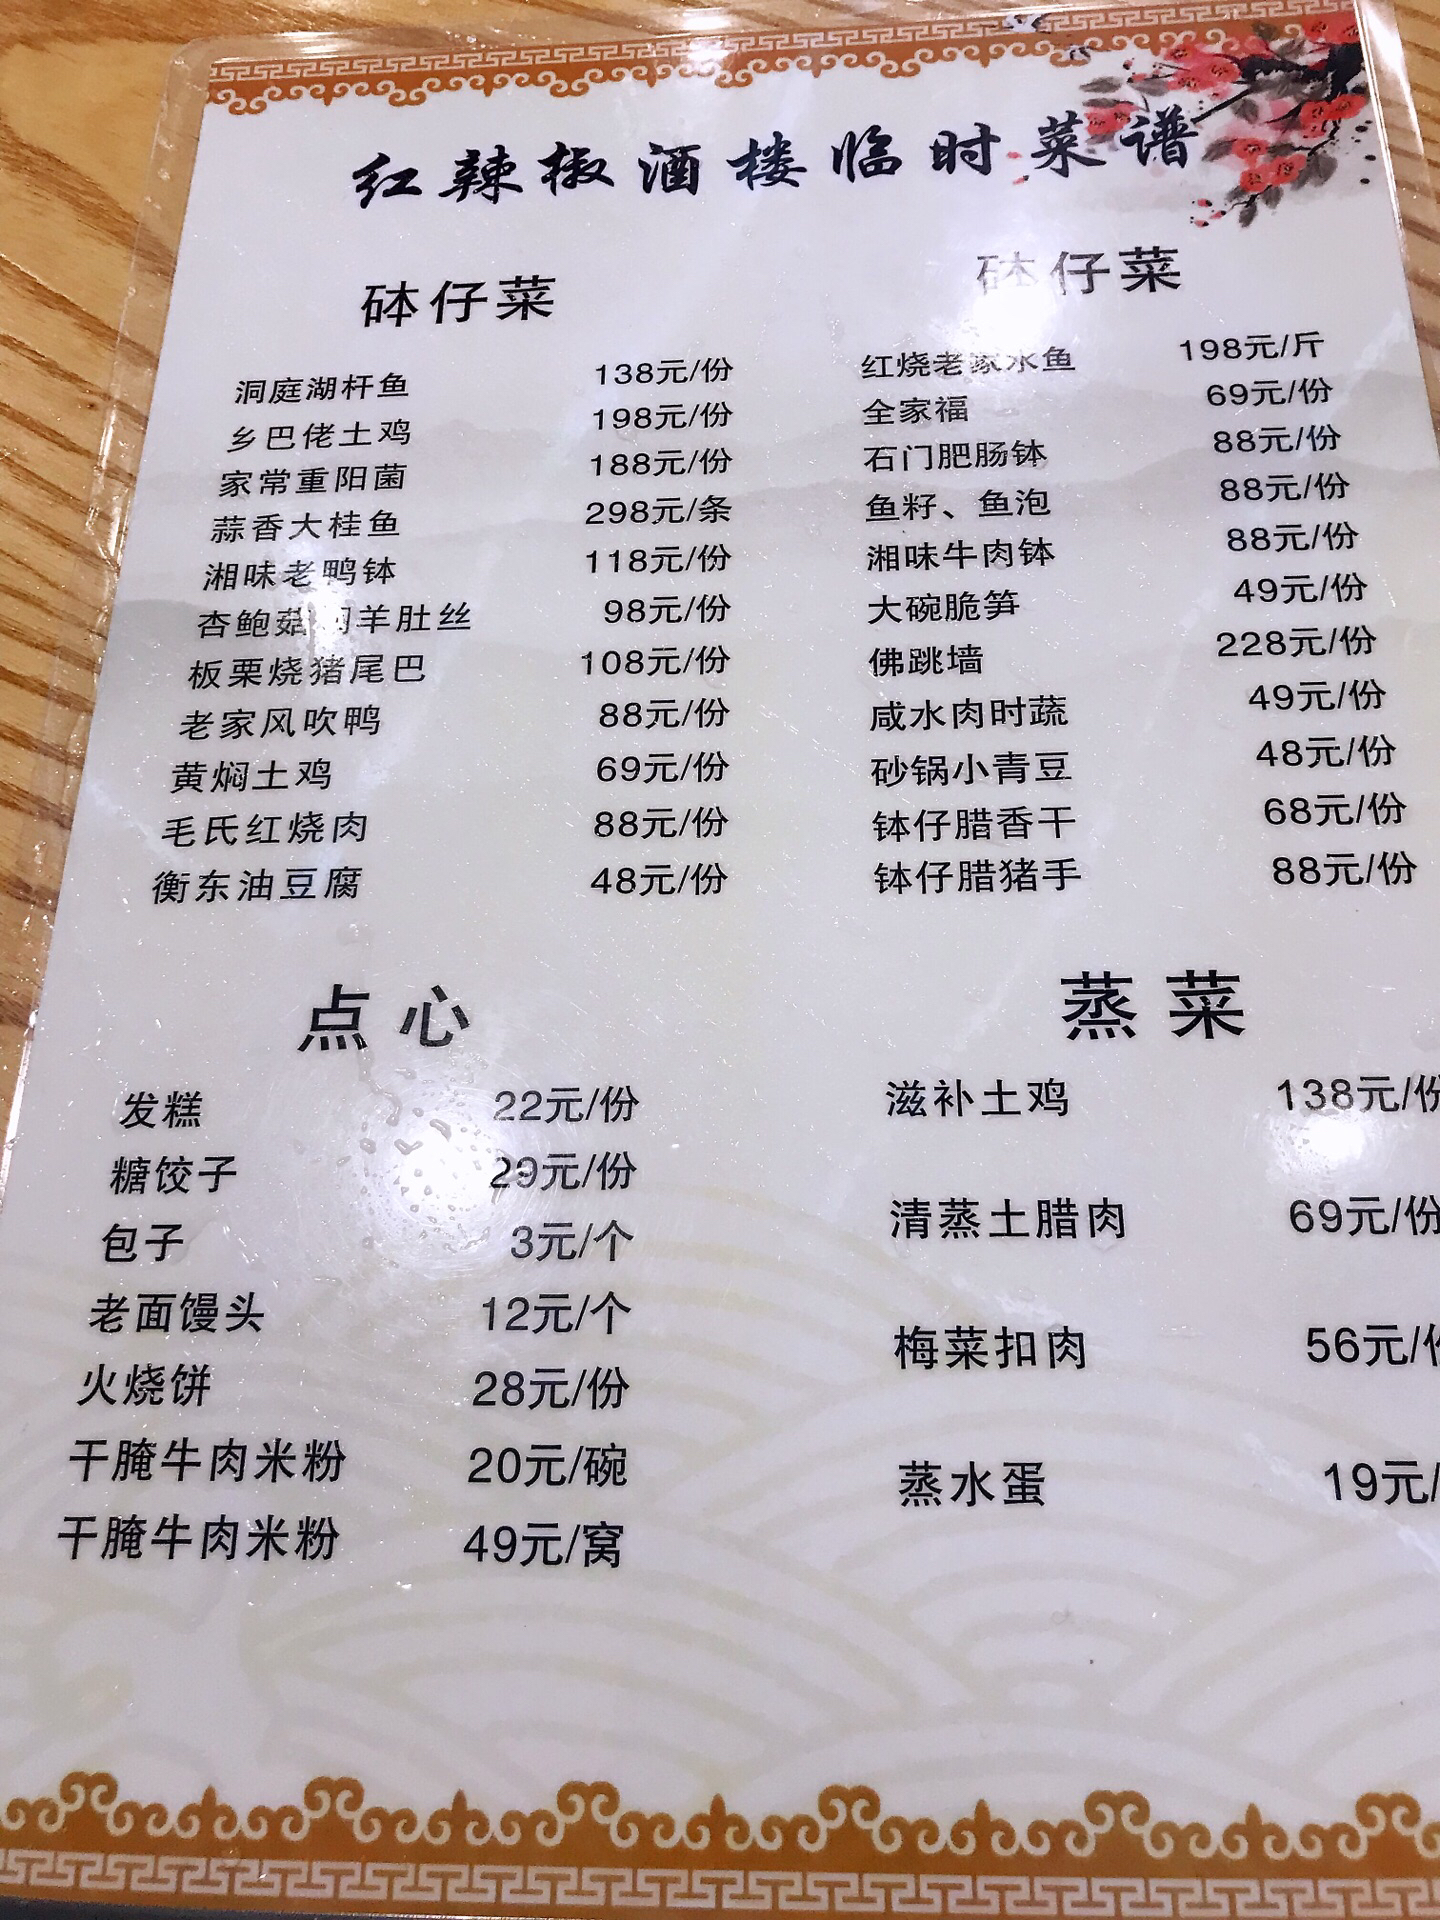 红辣椒酒楼临时菜谱
砵仔菜
洞庭湖杆鱼 138元/份
乡巴佬土鸡 198元/份
家常重阳菌 188元/份
蒜香大桂鱼 298元/条
湘味老鸭钵 118元/份
杏鲍菇焖羊肚丝 98元/份
板栗烧猪尾巴 108元/份
老家风吹鸭 88元/份
黄焖土鸡 69元/份
毛氏红烧肉 88元/份
衡东油豆腐 48元/份
砵仔菜
红烧老家水鱼 198元/斤
全家福 69元/份
石门肥肠钵 88元/份
鱼籽、鱼泡 88元/份
湘味牛肉钵 88元/份
大碗脆笋 49元/份
佛跳墙 228元/份
咸水肉时蔬 49元/份
砂锅小青豆 48元/份
钵仔腊香干 68元/份
钵仔腊猪手 88元/份
点心
发糕 22元/份
糖饺子 29元/份
包子 3元/个
老面馒头 12元/个
火烧饼 28元/份
干腌牛肉米粉 20元/碗
干腌牛肉米粉 49元/窝
蒸菜
滋补土鸡 138元/份
清蒸土腊肉 69元/份
梅菜扣肉 56元/份
蒸水蛋 19元/